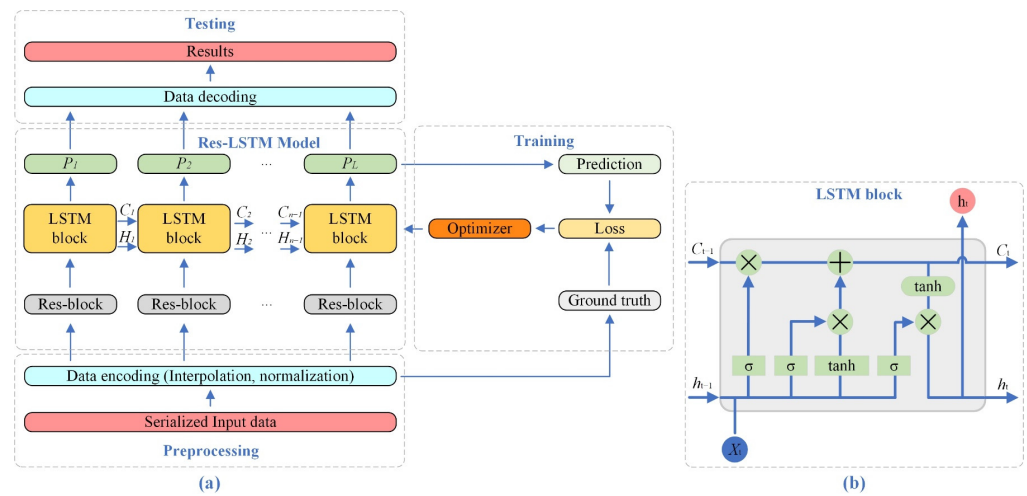 Testing
Results
Data decoding
Res-LSTM Model
P1 P2 ... PL
LSTM block C1 H1 LSTM block C2 H2 ... Cn-1 Hn-1 LSTM block
Res-block Res-block ... Res-block
Data encoding (Interpolation, normalization)
Serialized Input data
Preprocessing
(a)
Training
Prediction
Optimizer
Loss
Ground truth
LSTM block
ht
Ct-1
Ct
tanh
σ σ tanh σ
ht-1
ht
Xt
(b)